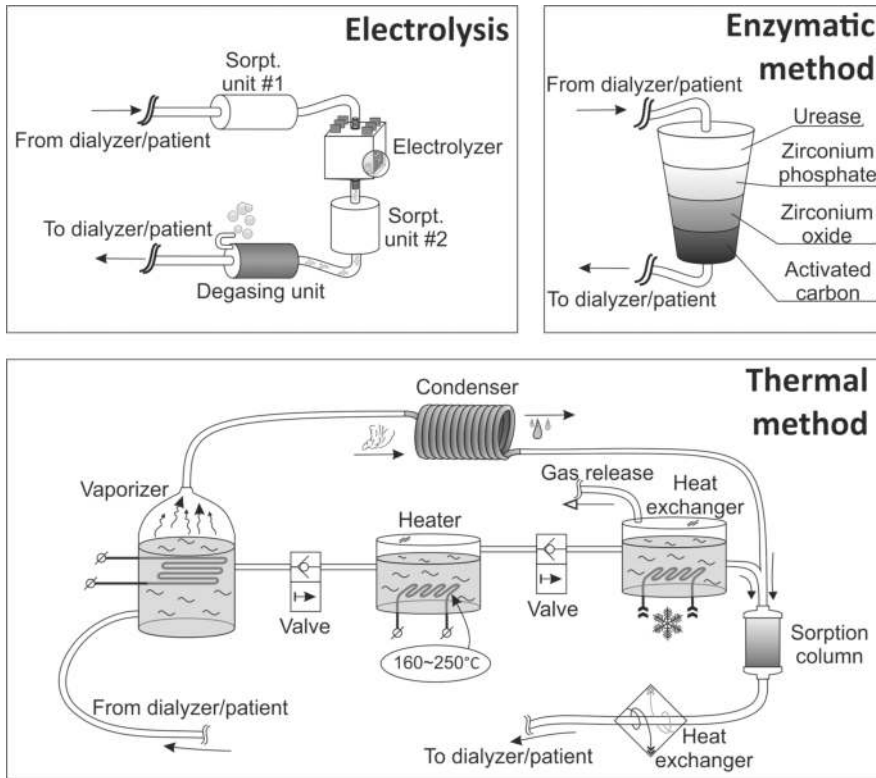 Electrolysis
Sorpt.
unit #1
From dialyzer/patient
Electrolyzer
Sorpt.
unit #2
To dialyzer/patient
Degasing unit
Enzymatic
method
From dialyzer/patient
Urease
Zirconium
phosphate
Zirconium
oxide
Activated
carbon
To dialyzer/patient
Thermal
method
Condenser
Vaporizer
Gas release
Heat
exchanger
Heater
Valve
Valve
160~250°C
Sorption
column
From dialyzer/patient
To dialyzer/patient
Heat
exchanger